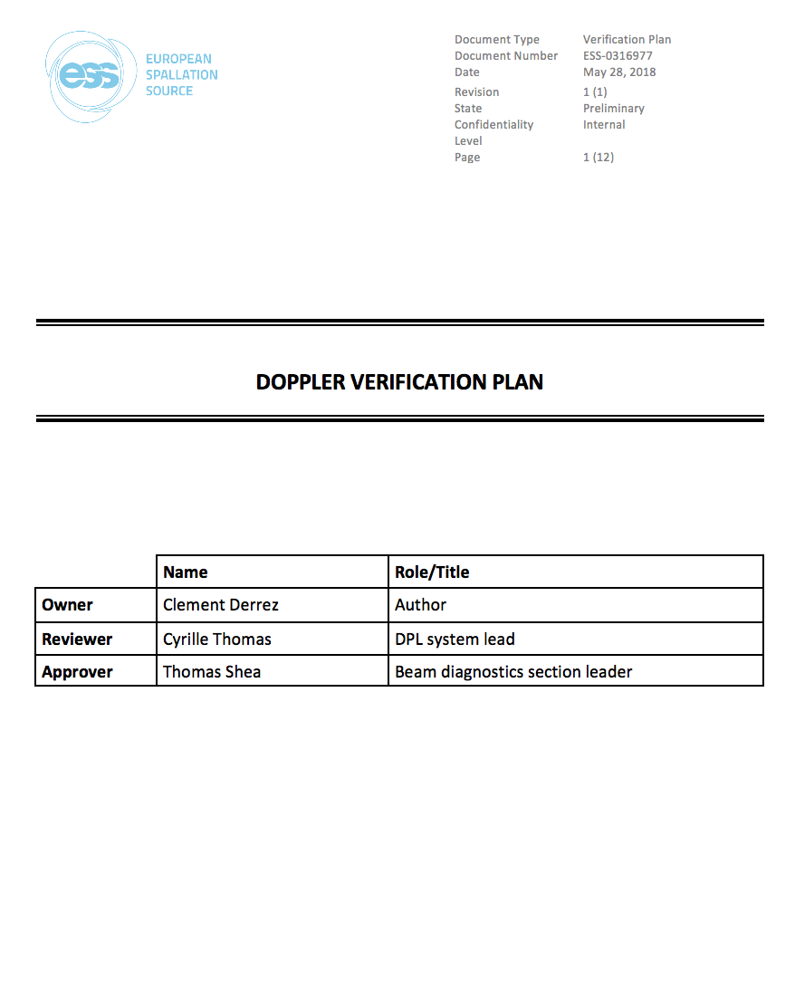 ess
EUROPEAN
SPALLATION
SOURCE
Document Type Verification Plan
Document Number ESS-0316977
Date May 28, 2018
Revision 1 (1)
State Preliminary
Confidentiality Internal
Level
Page 1 (12)
DOPPLER VERIFICATION PLAN
Name Role/Title
Owner Clement Derrez Author
Reviewer Cyrille Thomas DPL system lead
Approver Thomas Shea Beam diagnostics section leader